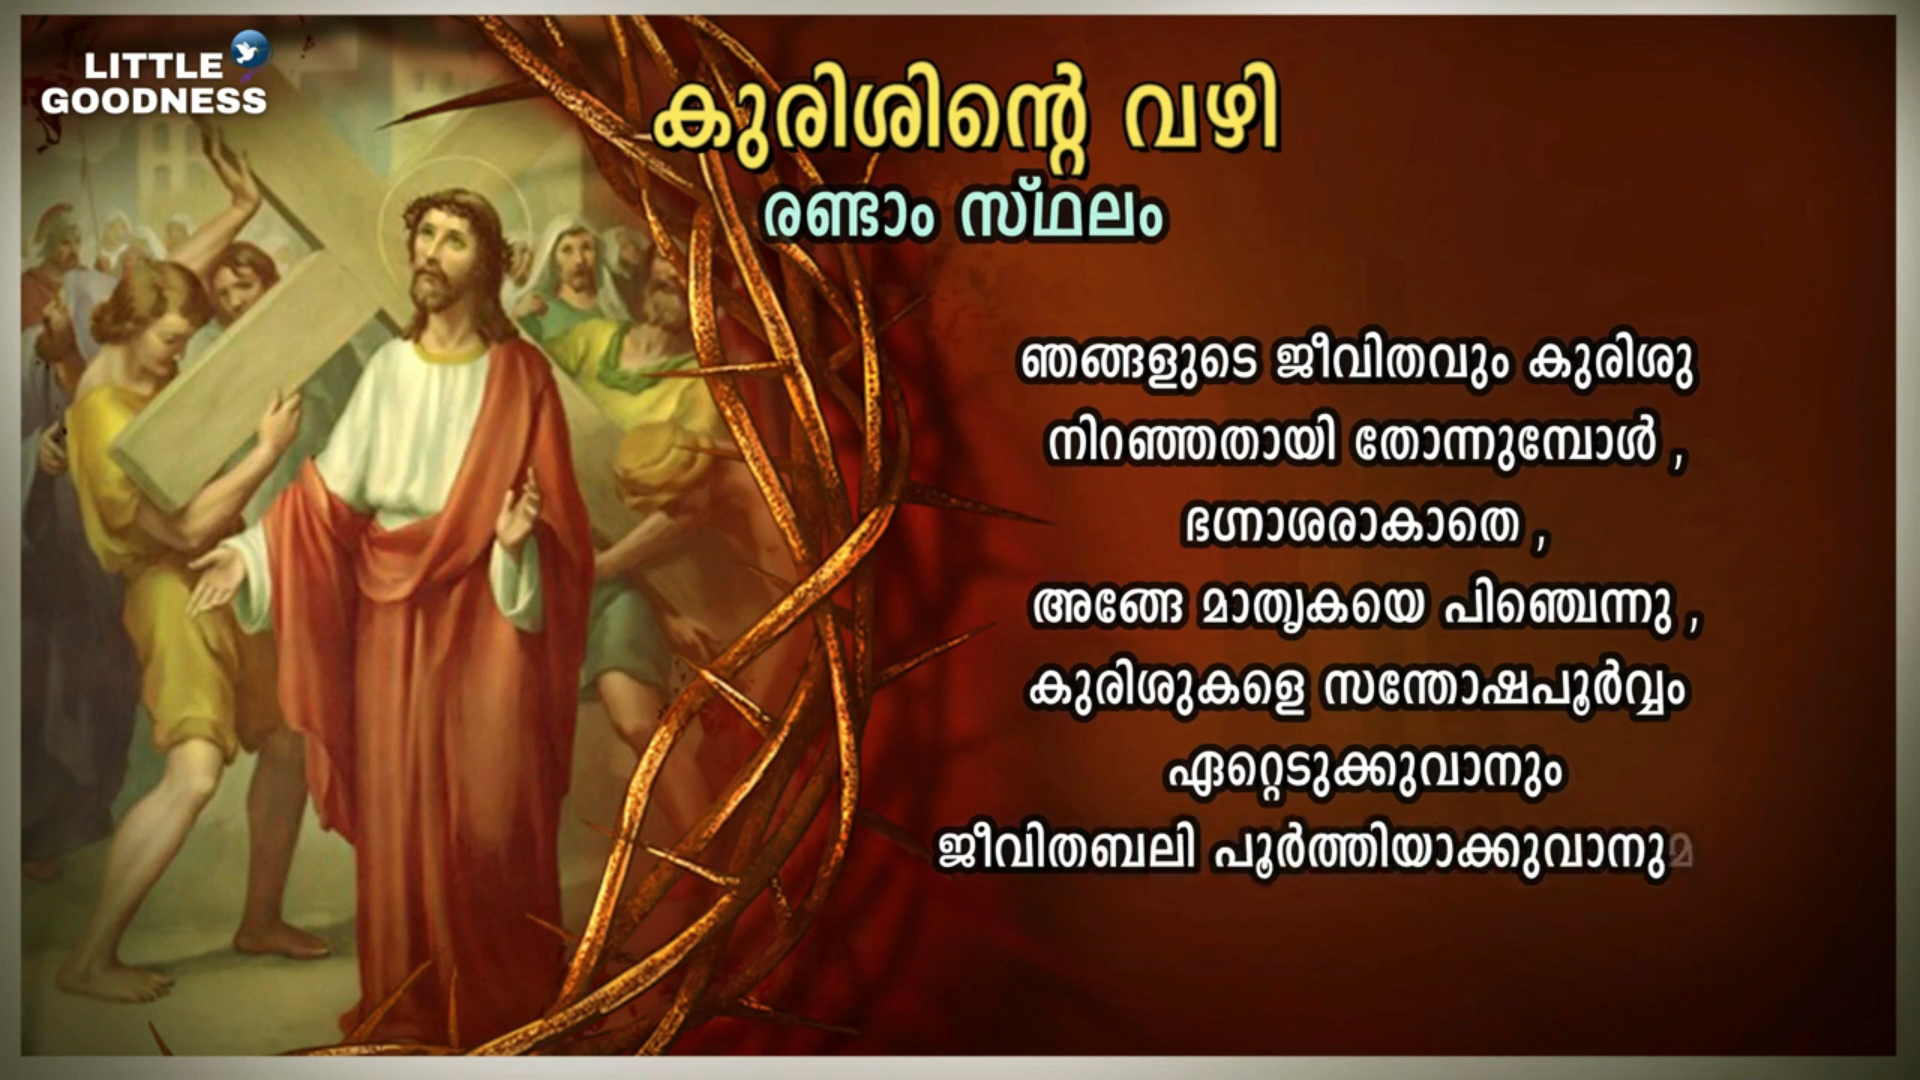 LITTLE
GOODNESS
കുരിശിന്റെ വഴി
രണ്ടാം സ്ഥലം
ഞങ്ങളുടെ ജീവിതവും കുരിശു
നിറഞ്ഞതായി തോന്നുമ്പോൾ ,
ഭഗ്നാശരാകാതെ ,
അങ്ങേ മാതൃകയെ പിഞ്ചെന്നു ,
കുരിശുകളെ സന്തോഷപൂർവ്വം
ഏറ്റെടുക്കുവാനും
ജീവിതബലി പൂർത്തിയാക്കുവാനുമ